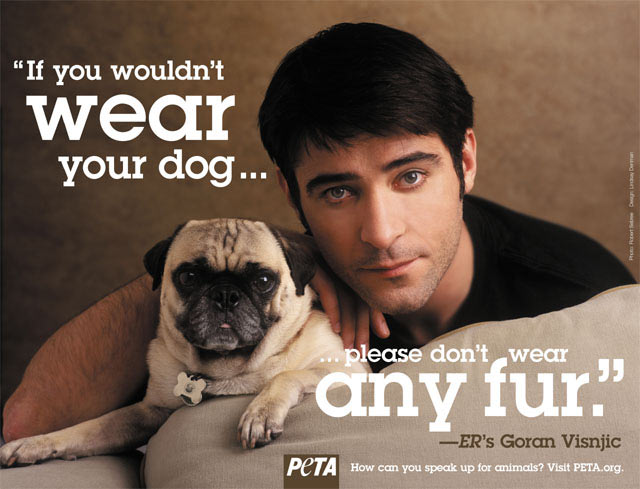 “If you wouldn’t
wear
your dog...
...please don’t wear
any fur.”
—ER’s Goran Visnjic
PETA How can you speak up for animals? Visit PETA.org.